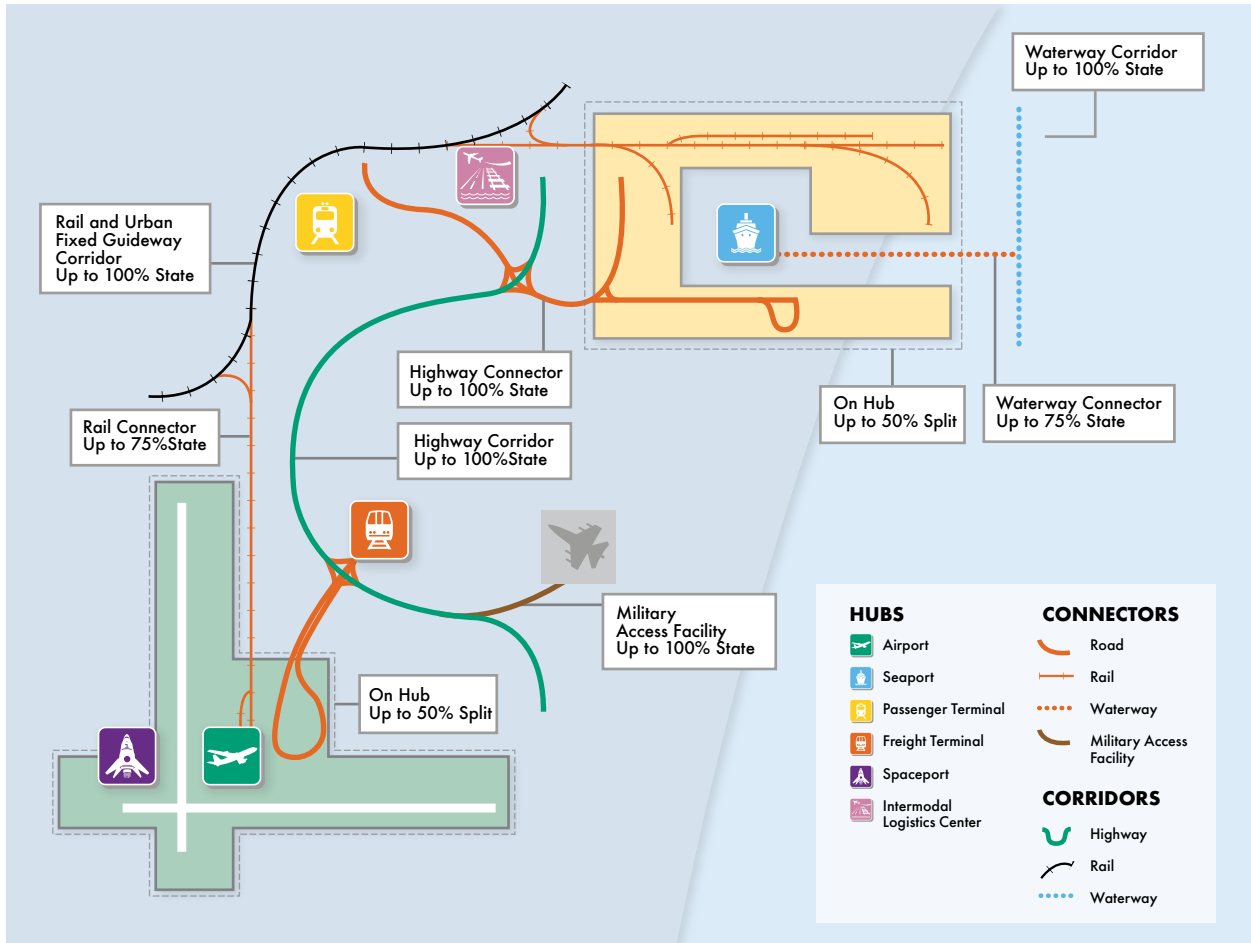 Waterway Corridor
Up to 100% State
Rail and Urban
Fixed Guideway
Corridor
Up to 100% State
Highway Connector
Up to 100% State
On Hub
Up to 50% Split
Waterway Connector
Up to 75% State
Rail Connector
Up to 75%State
Highway Corridor
Up to 100%State
Military
Access Facility
Up to 100% State
On Hub
Up to 50% Split
HUBS
Airport
Seaport
Passenger Terminal
Freight Terminal
Spaceport
Intermodal
Logistics Center
CONNECTORS
Road
Rail
Waterway
Military Access
Facility
CORRIDORS
Highway
Rail
Waterway